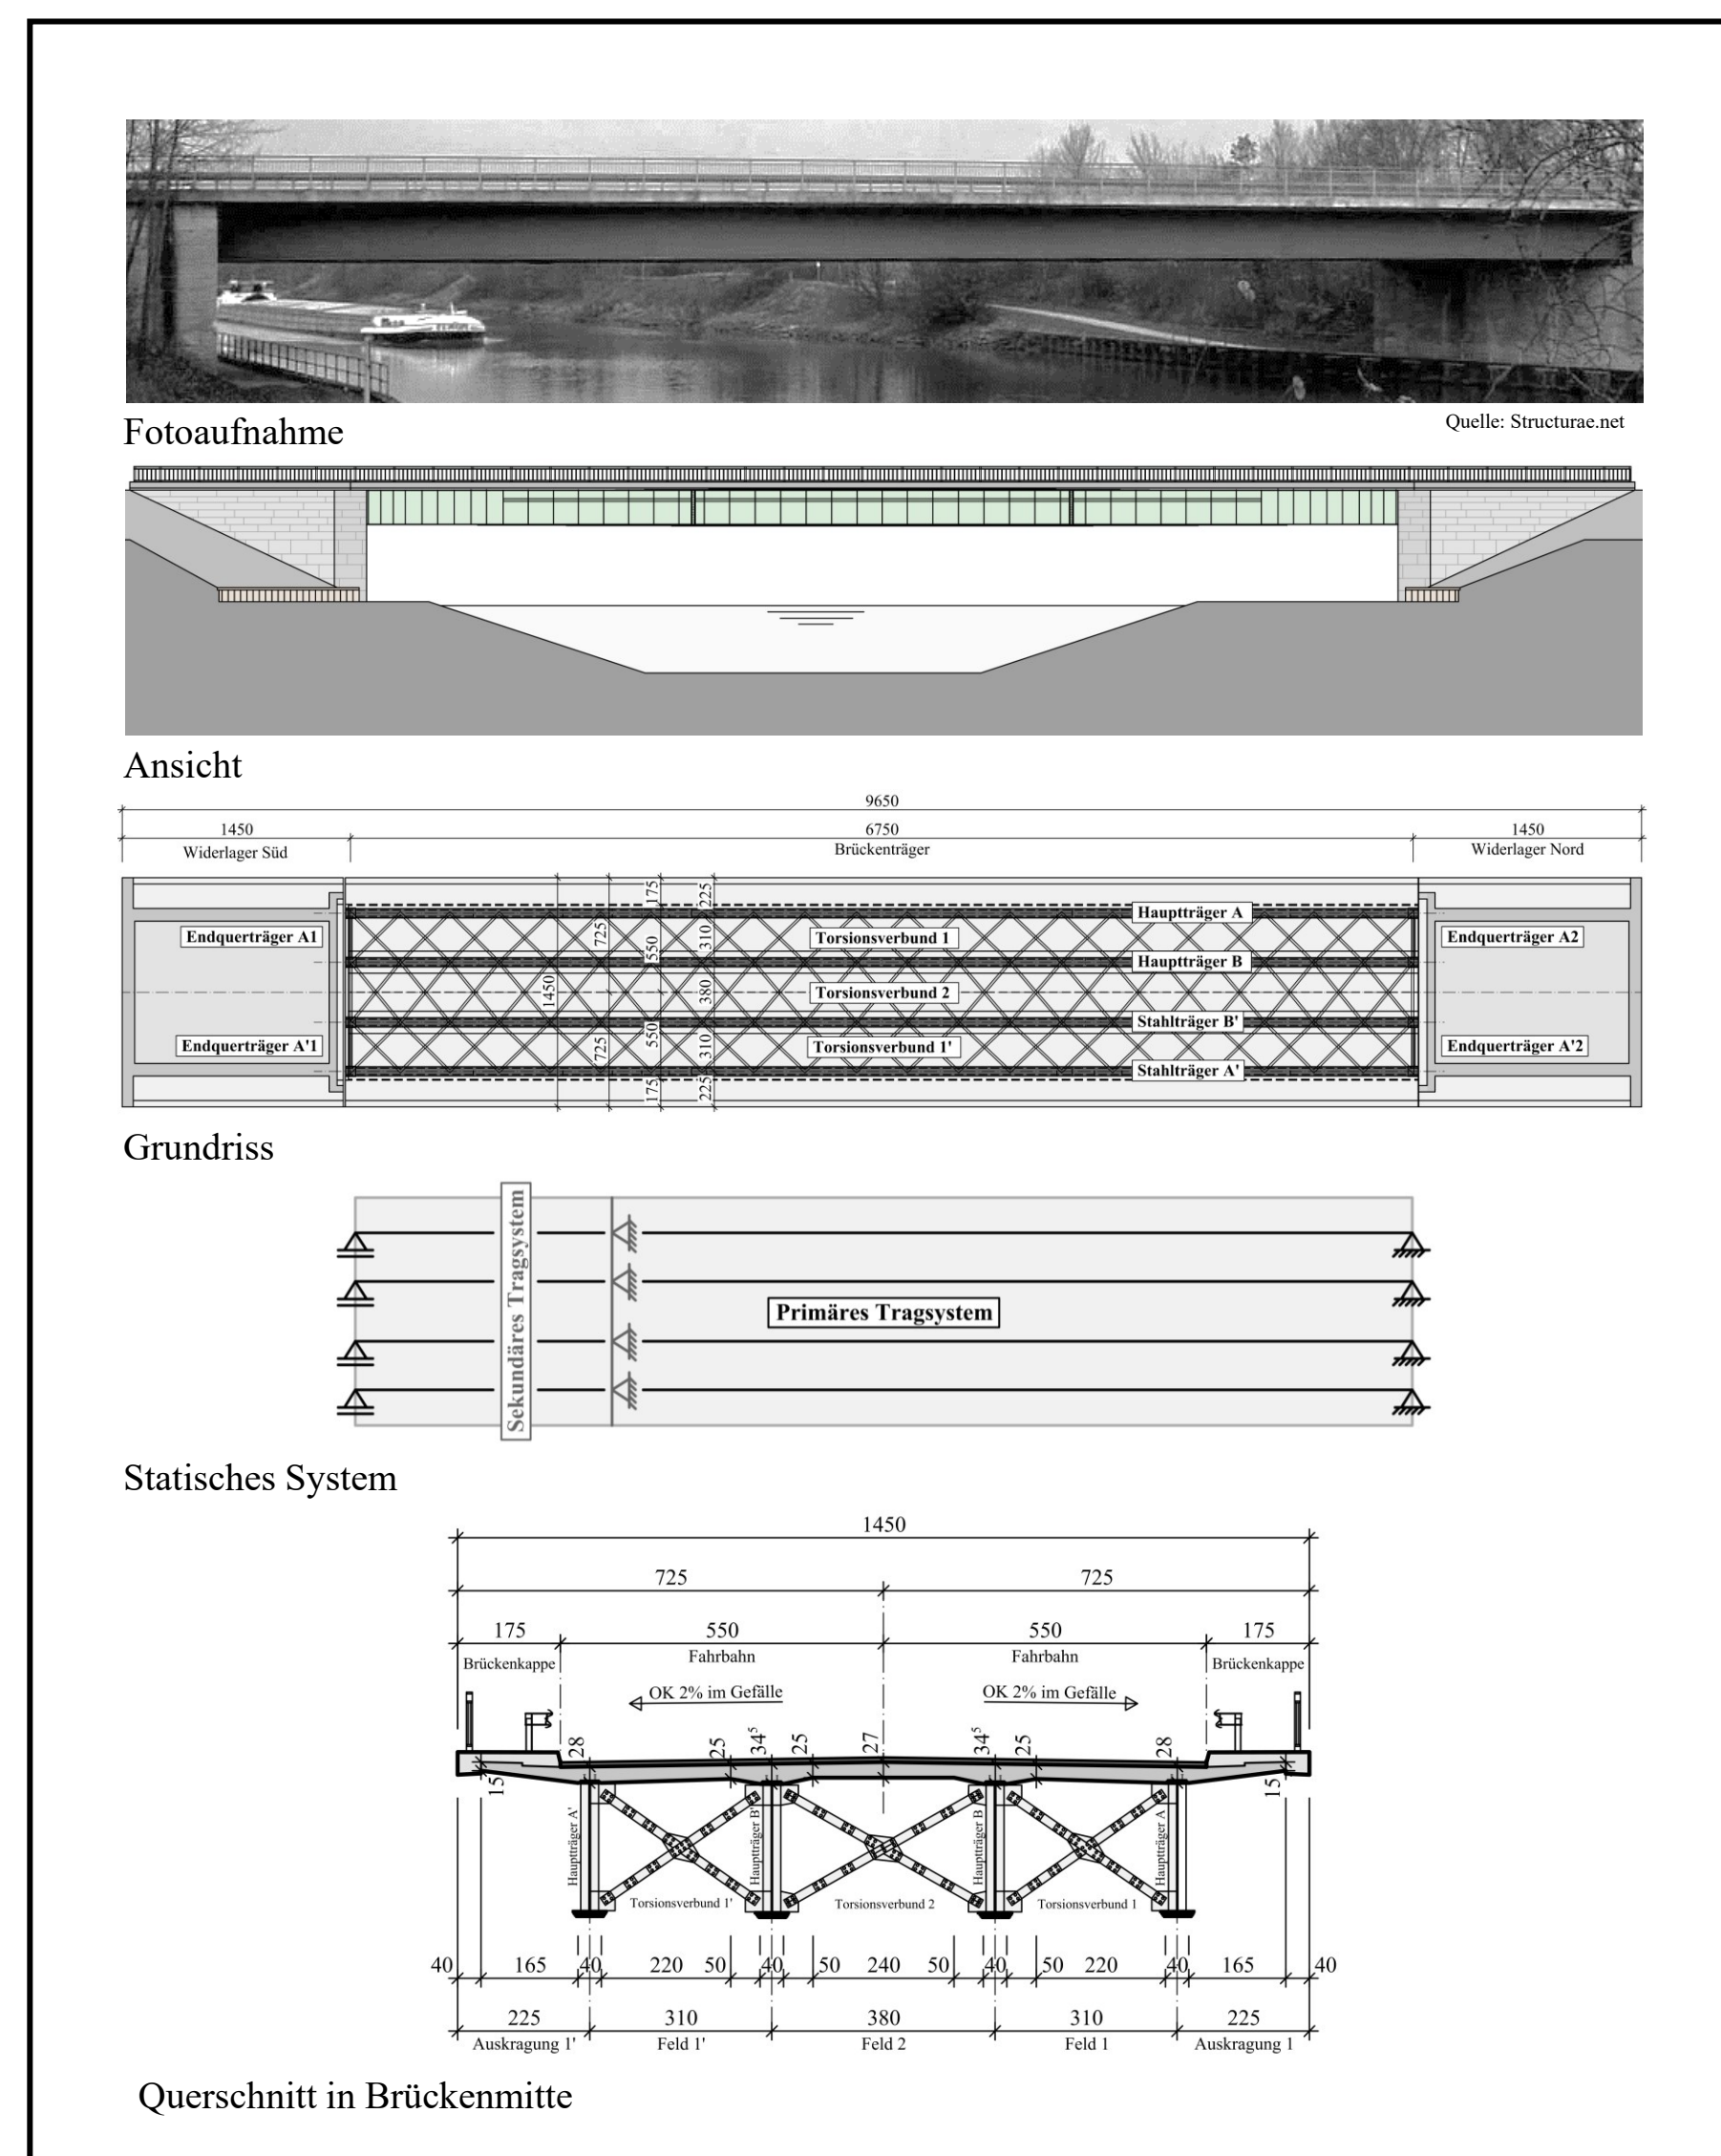 Fotoaufnahme
Quelle: Structurae.net
Ansicht
9650
1450
6750
1450
Widerlager Süd
Brückenträger
Widerlager Nord
175
225
Hauptträger A
Endquerträger A1
725
310
Torsionsverbund 1
Endquerträger A2
550
Hauptträger B
1450
380
Torsionsverbund 2
Stahlträger B'
550
Endquerträger A'1
725
310
Torsionsverbund 1'
Endquerträger A'2
Stahlträger A'
175
225
Grundriss
Sekundäres Tragsystem
Primäres Tragsystem
Statisches System
1450
725
725
175
550
550
175
Brückenkappe
Fahrbahn
Fahrbahn
Brückenkappe
OK 2% im Gefälle
OK 2% im Gefälle
15
28
25
34⁵
25
27
34⁵
25
28
15
Hauptträger A'
Hauptträger B'
Hauptträger B
Hauptträger A
Torsionsverbund 1'
Torsionsverbund 2
Torsionsverbund 1
40
165
40
220
50
40
50
240
50
40
50
220
40
165
40
225
310
380
310
225
Auskragung 1'
Feld 1'
Feld 2
Feld 1
Auskragung 1
Querschnitt in Brückenmitte